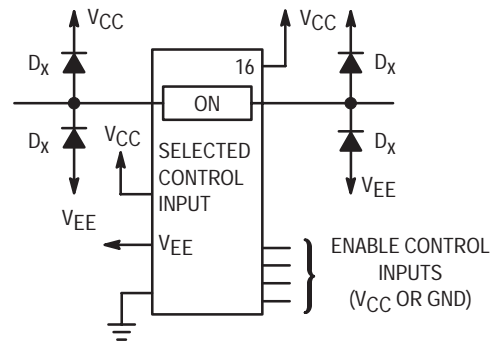 VCC
VCC
DX
16
DX
ON
DX
VCC
SELECTED
CONTROL
INPUT
DX
VEE
VEE
VEE
ENABLE CONTROL
INPUTS
(VCC OR GND)